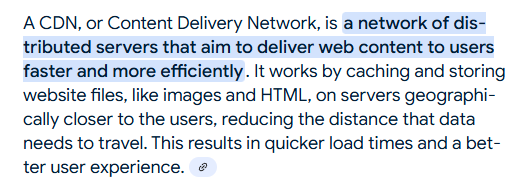 A CDN, or Content Delivery Network, is a network of dis-
tributed servers that aim to deliver web content to users
faster and more efficiently. It works by caching and storing
website files, like images and HTML, on servers geographi-
cally closer to the users, reducing the distance that data
needs to travel. This results in quicker load times and a bet-
ter user experience.